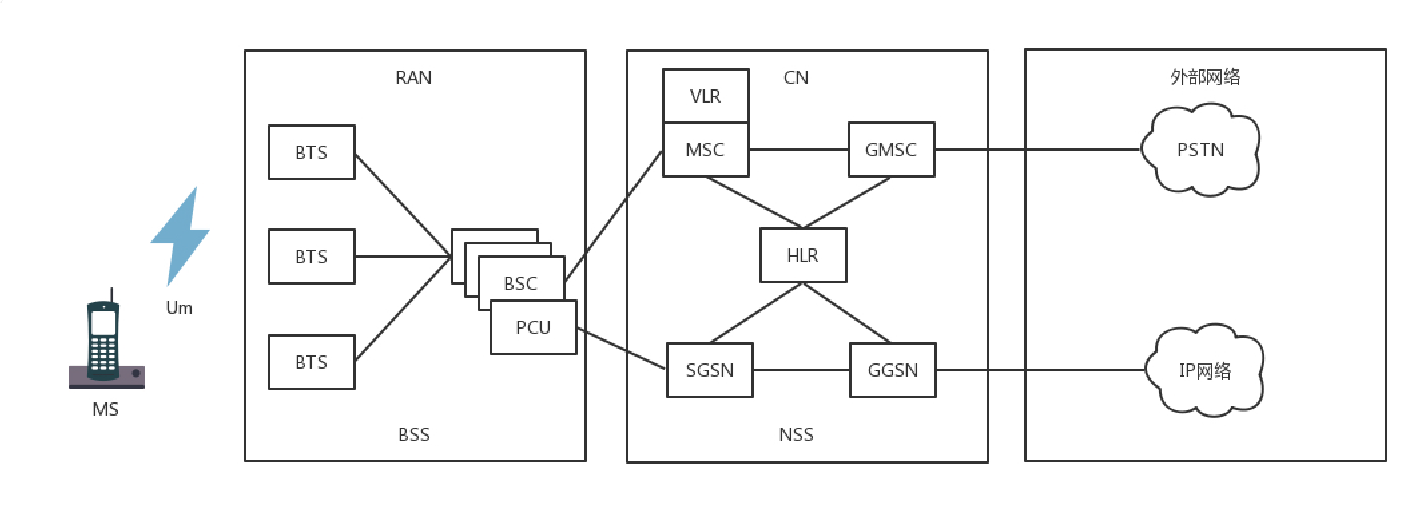 RAN
CN
外部网络
VLR
BTS
MSC
GMSC
PSTN
BTS
HLR
BSC
Um
PCU
BTS
SGSN
GGSN
IP网络
MS
BSS
NSS